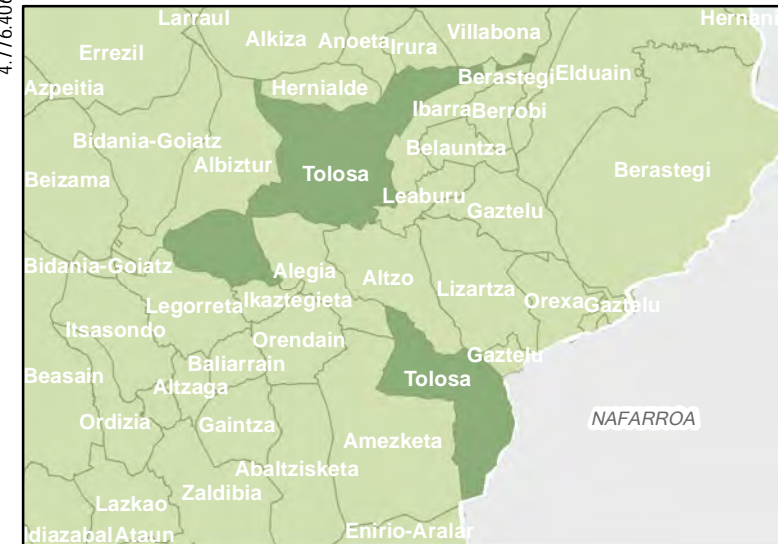 4.776.406
Larraul
Hernani
Errezil
Alkiza
Anoeta
Irura
Villabona
Azpeitia
Hernialde
Berastegi
Elduain
Ibarra
Berrobi
Bidania-Goiatz
Albiztur
Belauntza
Beizama
Tolosa
Berastegi
Leaburu
Gaztelu
Bidania-Goiatz
Alegia
Altzo
Legorreta
Ikaztegieta
Lizartza
Orexa
Gaztelu
Itsasondo
Orendain
Baliarrain
Gaztelu
Beasain
Altzaga
Tolosa
Ordizia
Gaintza
Amezketa
NAFARROA
Abaltzisketa
Lazkao
Zaldibia
Idiazabal
Ataun
Enirio-Aralar